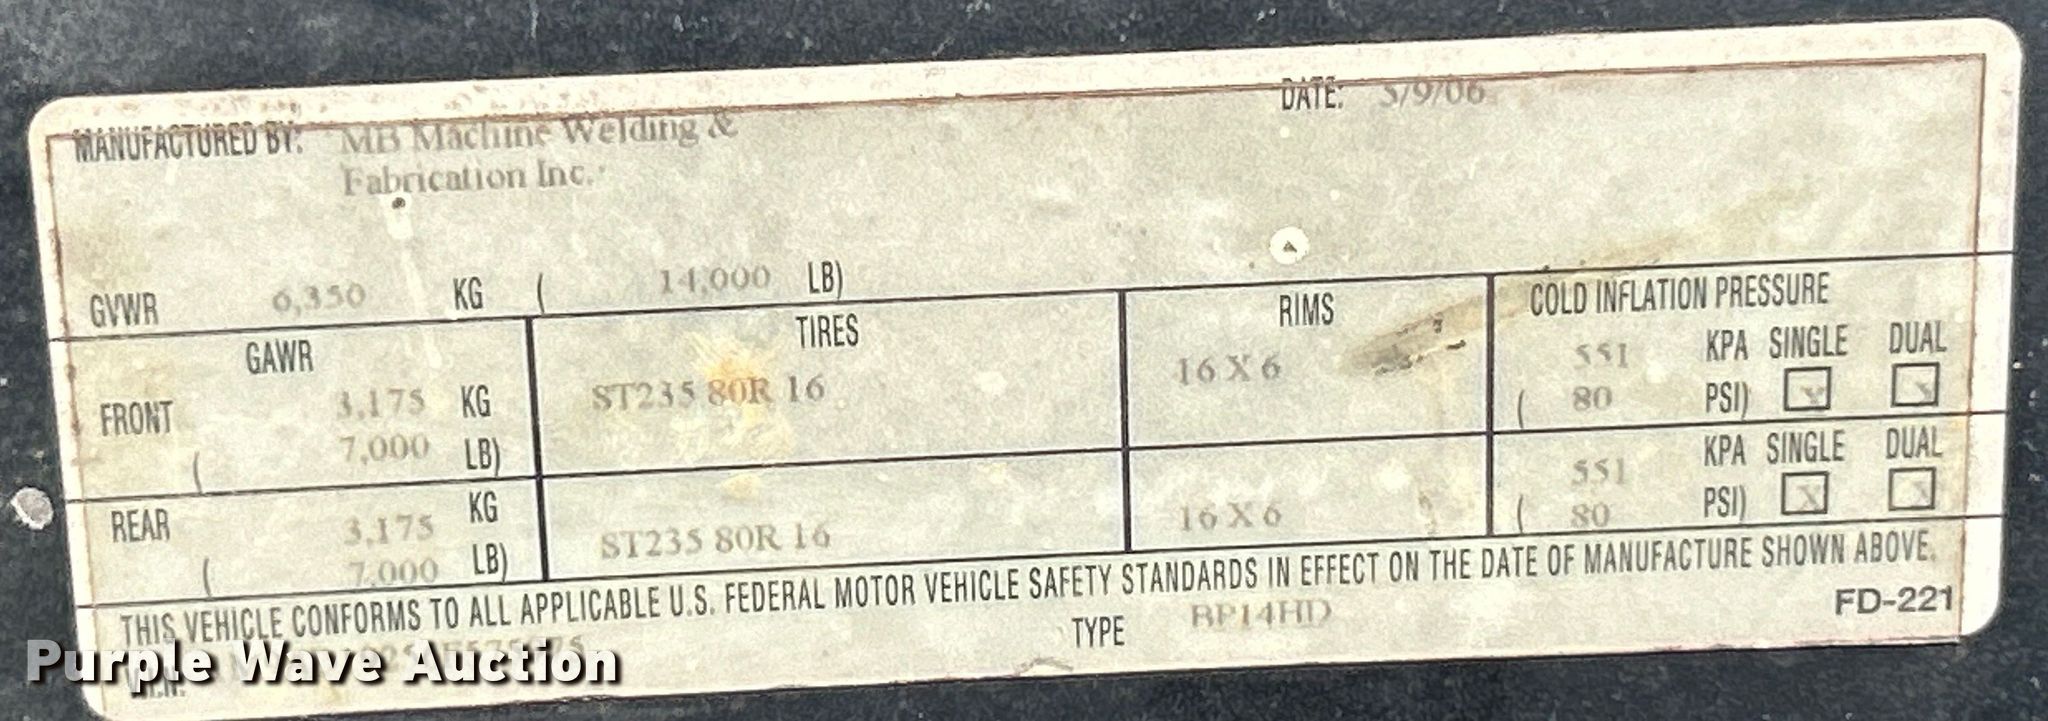 MANUFACTURED BY: MB Machine Welding & DATE: 5/9/06
Fabrication Inc.
GVWR 6,350 KG ( 14,000 LB)
GAWR TIRES RIMS COLD INFLATION PRESSURE
FRONT 3,175 KG ST235 80R 16 16 X 6 551 KPA SINGLE DUAL
( 7,000 LB) ( 80 PSI) X X
REAR 3,175 KG ST235 80R 16 16 X 6 551 KPA SINGLE DUAL
( 7,000 LB) ( 80 PSI) X X
THIS VEHICLE CONFORMS TO ALL APPLICABLE U.S. FEDERAL MOTOR VEHICLE SAFETY STANDARDS IN EFFECT ON THE DATE OF MANUFACTURE SHOWN ABOVE.
V.I.N. TYPE BP14HD FD-221
Purple Wave Auction